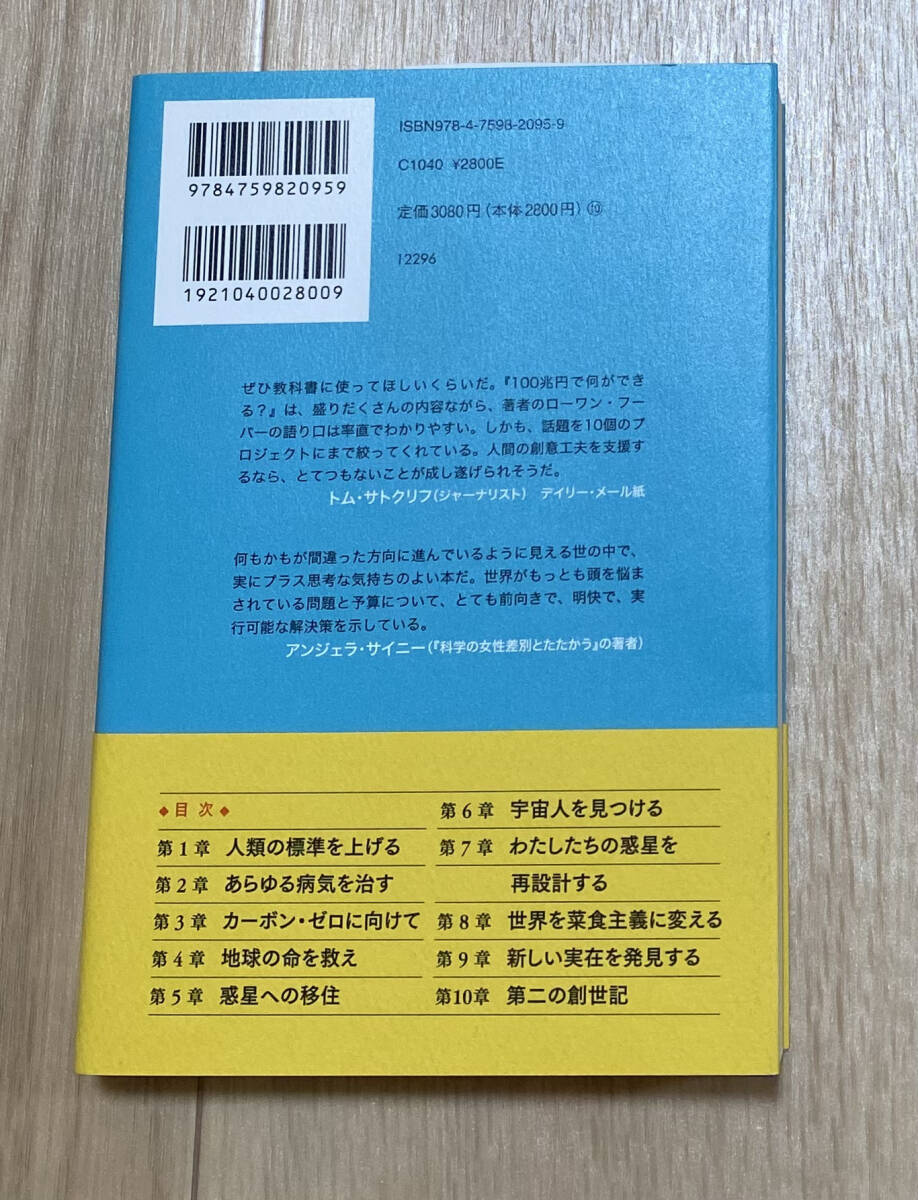 9784759820959
1921040028009
ISBN978-4-7598-2095-9
C1040 ¥2800E
定価3080円(本体2800円)⑲
12296
ぜひ教科書に使ってほしいくらいだ。『100兆円で何ができ
る?』は、盛りだくさんの内容ながら、著者のローワン・フー
パーの語り口は率直でわかりやすい。しかも、話題を10個のプ
ロジェクトにまで絞ってくれている。人間の創意工夫を支援す
るなら、とてつもないことが成し遂げられそうだ。
トム・サトクリフ(ジャーナリスト) デイリー・メール紙
何もかもが間違った方向に進んでいるように見える世の中で、
実にプラス思考な気持ちのよい本だ。世界がもっとも頭を悩ま
されている問題と予算について、とても前向きで、明快で、実
行可能な解決策を示している。
アンジェラ・サイニー(『科学の女性差別とたたかう』の著者)
◆目次◆
第1章 人類の標準を上げる
第2章 あらゆる病気を治す
第3章 カーボン・ゼロに向けて
第4章 地球の命を救え
第5章 惑星への移住
第6章 宇宙人を見つける
第7章 わたしたちの惑星を
再設計する
第8章 世界を菜食主義に変える
第9章 新しい実在を発見する
第10章 第二の創世記